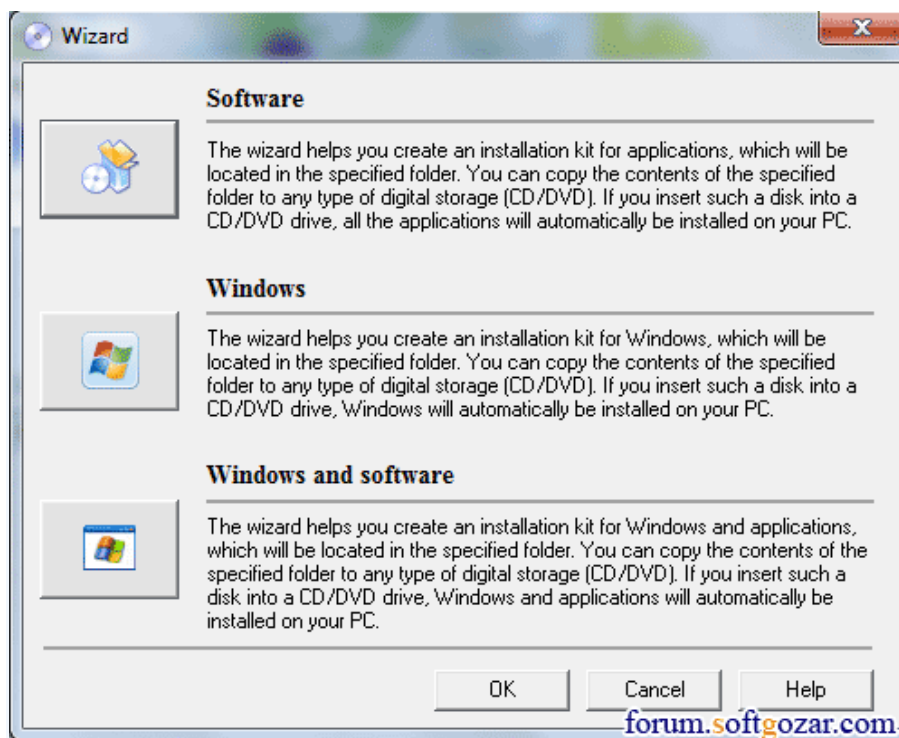 Wizard
Software
The wizard helps you create an installation kit for applications, which will be
located in the specified folder. You can copy the contents of the specified
folder to any type of digital storage (CD/DVD). If you insert such a disk into a
CD/DVD drive, all the applications will automatically be installed on your PC.
Windows
The wizard helps you create an installation kit for Windows, which will be
located in the specified folder. You can copy the contents of the specified
folder to any type of digital storage (CD/DVD). If you insert such a disk into a
CD/DVD drive, Windows will automatically be installed on your PC.
Windows and software
The wizard helps you create an installation kit for Windows and applications,
which will be located in the specified folder. You can copy the contents of the
specified folder to any type of digital storage (CD/DVD). If you insert such a
disk into a CD/DVD drive, Windows and applications will automatically be
installed on your PC.
OK Cancel Help
forum.softgozar.com